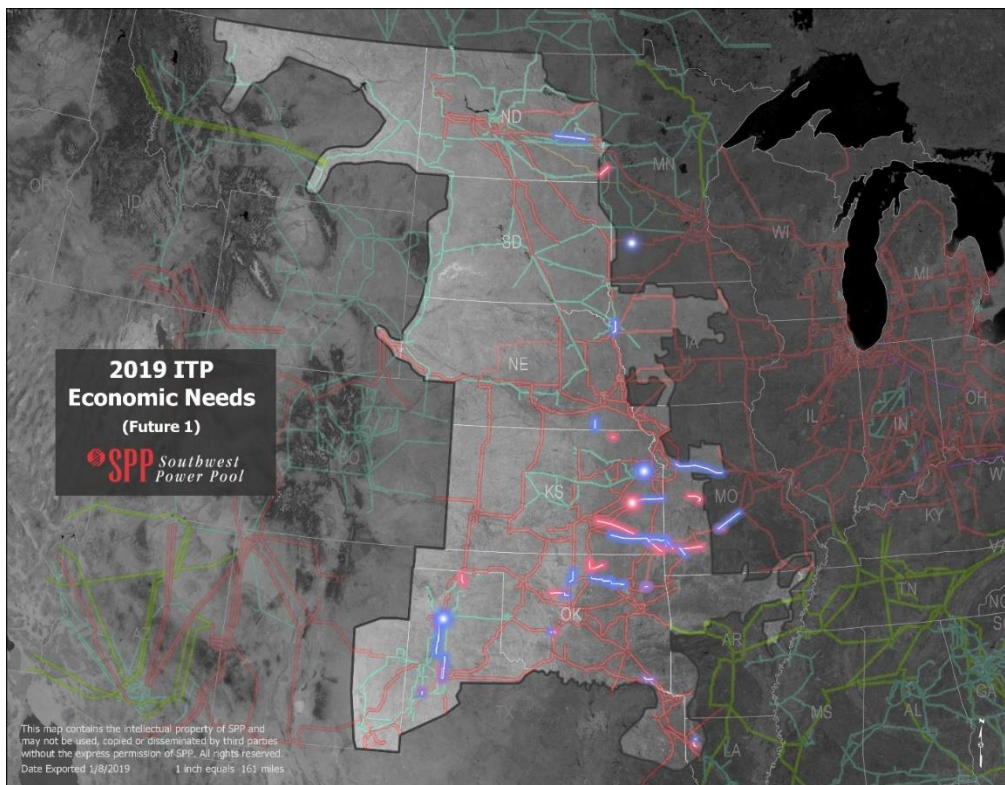 ND
MN
OR
ID
SD
WI
MI
2019 ITP
Economic Needs
(Future 1)
SPP Southwest
Power Pool
NE
IA
IL
IN
OH
CO
KS
MO
KY
OK
AR
TN
NC
AZ
MS
AL
GA
LA
This map contains the intellectual property of SPP and
may not be used, copied or disseminated by third parties
without the express permission of SPP. All rights reserved.
Date Exported 1/8/2019 1 inch equals 161 miles